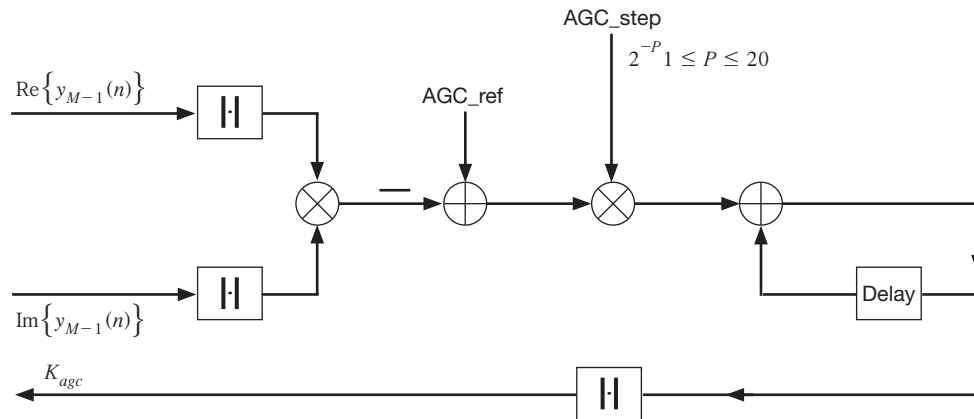 AGC_step
2^{-P} 1 ≤ P ≤ 20
Re{y_{M-1}(n)}
|·|
AGC_ref
−
|·|
Delay
Im{y_{M-1}(n)}
K_{agc}
|·|